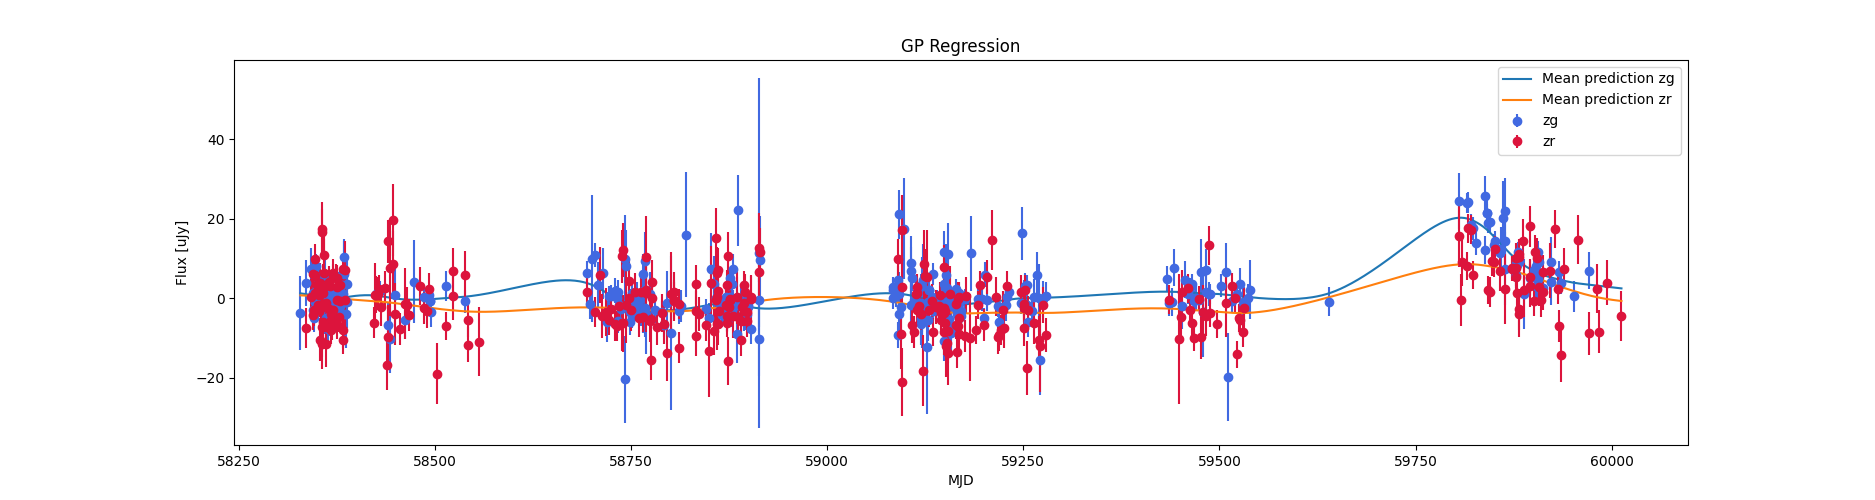 GP Regression
Mean prediction zg
Mean prediction zr
zg
zr
Flux [uJy]
40
20
0
−20
58250 58500 58750 59000 59250 59500 59750 60000
MJD